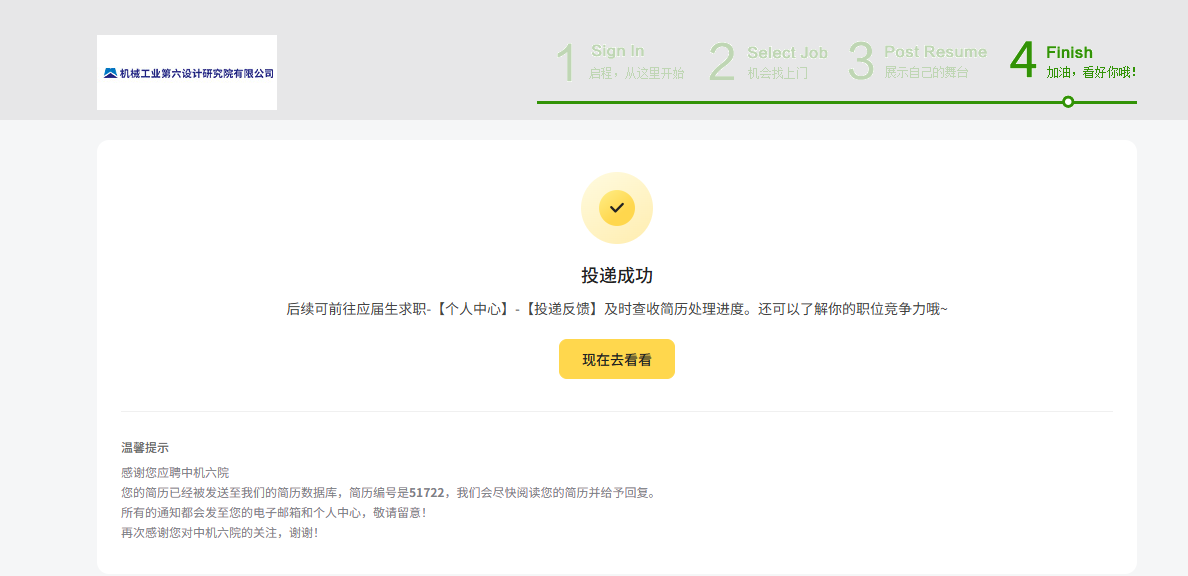 机械工业第六设计研究院有限公司
1 Sign In
启程，从这里开始
2 Select Job
机会找上门
3 Post Resume
展示自己的舞台
4 Finish
加油，看好你哦！
投递成功
后续可前往应届生求职-【个人中心】-【投递反馈】及时查收简历处理进度。还可以了解你的职位竞争力哦~
现在去看看
温馨提示
感谢您应聘中机六院
您的简历已经被发送至我们的简历数据库，简历编号是51722，我们会尽快阅读您的简历并给予回复。
所有的通知都会发至您的电子邮箱和个人中心，敬请留意！
再次感谢您对中机六院的关注，谢谢！